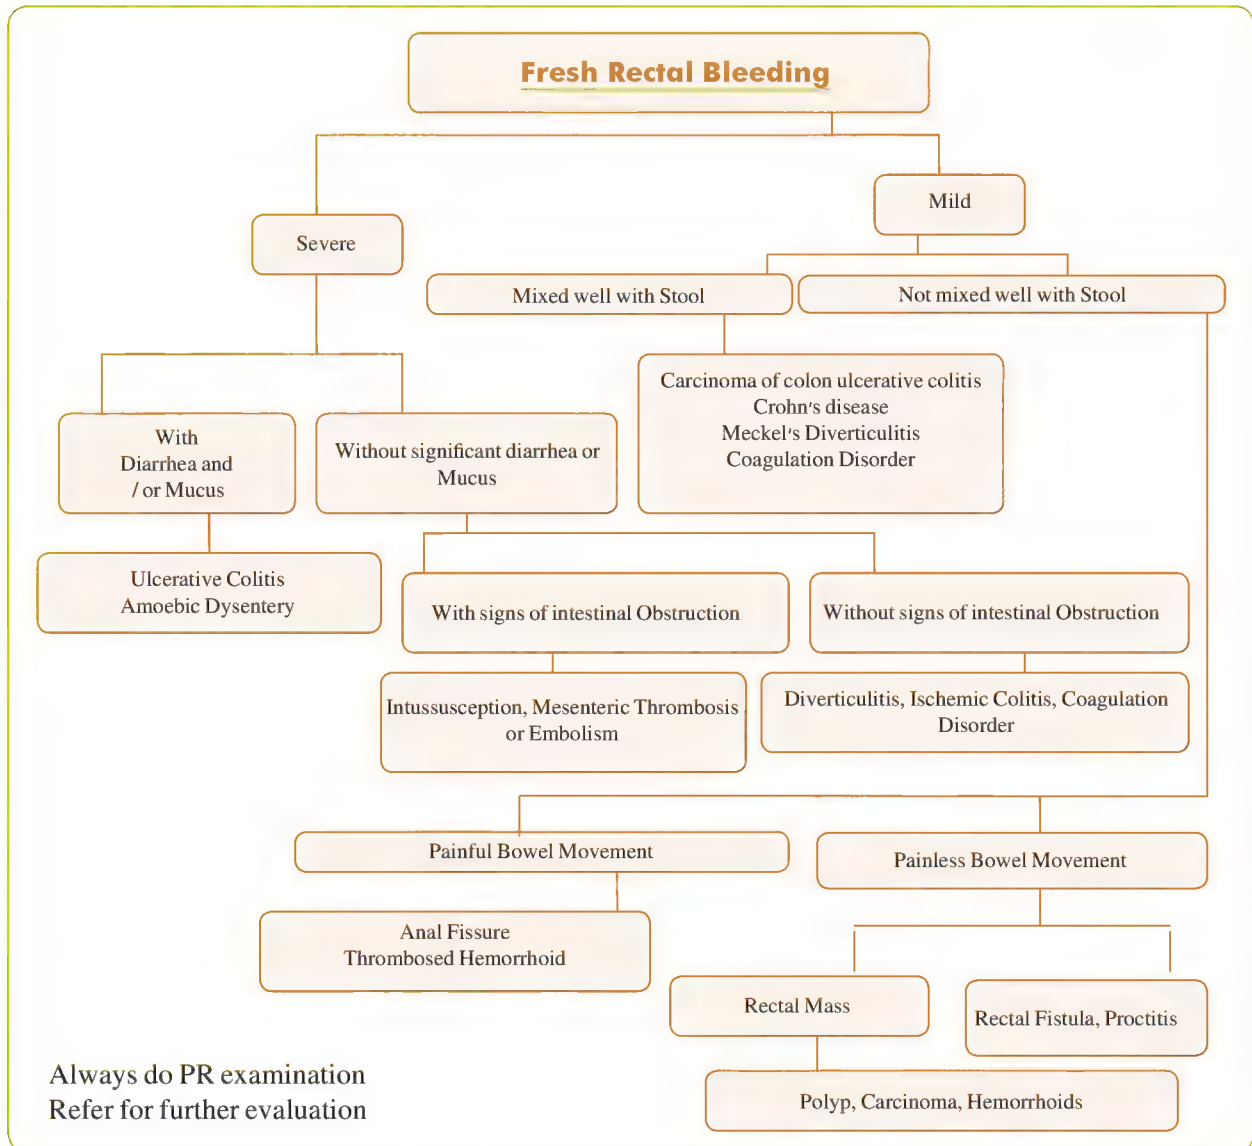 Fresh Rectal Bleeding
Mild
Severe
Mixed well with Stool
Not mixed well with Stool
Carcinoma of colon ulcerative colitis
Crohn's disease
Meckel's Diverticulitis
Coagulation Disorder
With
Diarrhea and
/ or Mucus
Without significant diarrhea or
Mucus
Ulcerative Colitis
Amoebic Dysentery
With signs of intestinal Obstruction
Without signs of intestinal Obstruction
Intussusception, Mesenteric Thrombosis
or Embolism
Diverticulitis, Ischemic Colitis, Coagulation
Disorder
Painful Bowel Movement
Painless Bowel Movement
Anal Fissure
Thrombosed Hemorrhoid
Rectal Mass
Rectal Fistula, Proctitis
Polyp, Carcinoma, Hemorrhoids
Always do PR examination
Refer for further evaluation